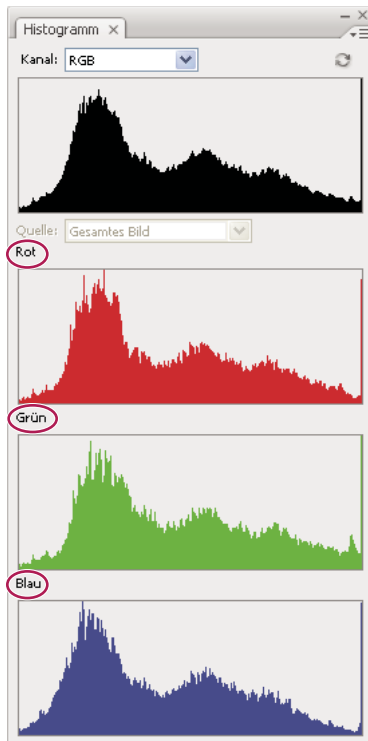 Histogramm
Kanal: RGB
Quelle: Gesamtes Bild
Rot
Grün
Blau